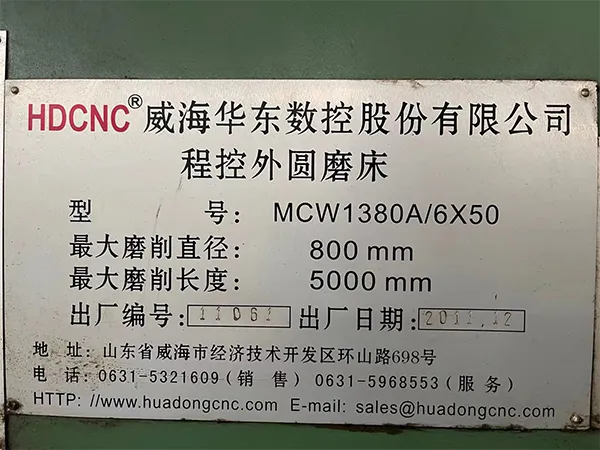 HDCNC® 威海华东数控股份有限公司
程控外圆磨床
型 号: MCW1380A/6X50
最大磨削直径: 800 mm
最大磨削长度: 5000 mm
出厂编号: 11061 出厂日期: 2011.12
地 址: 山东省威海市经济技术开发区环山路698号
电 话: 0631-5321609 (销 售) 0631-5968553 (服 务)
HTTP: //www.huadongcnc.com E-mail: sales@huadongcnc.com